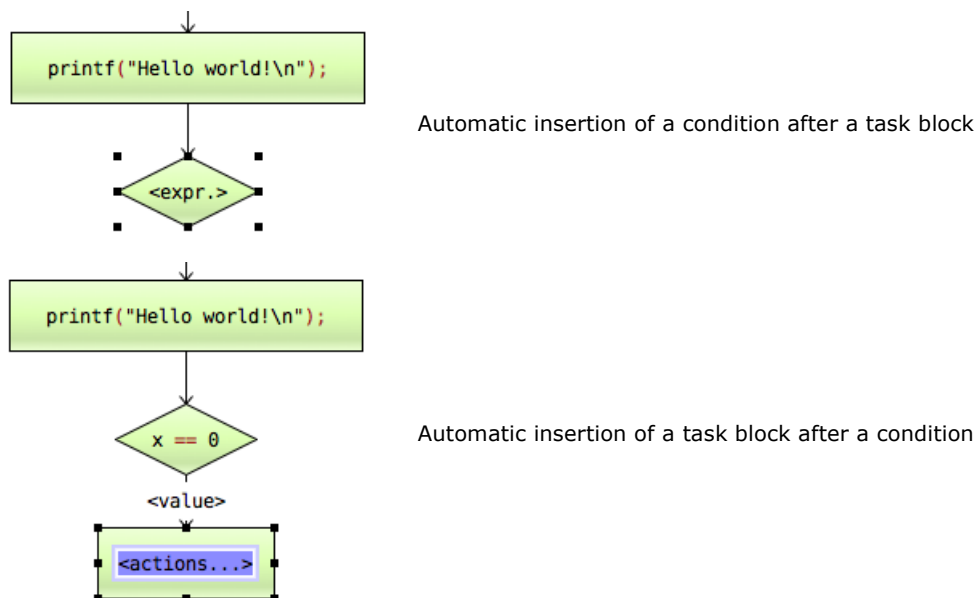 printf("Hello world!\n");
Automatic insertion of a condition after a task block
<expr.>
printf("Hello world!\n");
x == 0
Automatic insertion of a task block after a condition
<value>
<actions...>